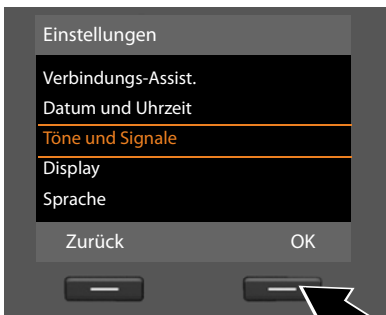 Einstellungen
Verbindungs-Assist.
Datum und Uhrzeit
Töne und Signale
Display
Sprache
Zurück OK